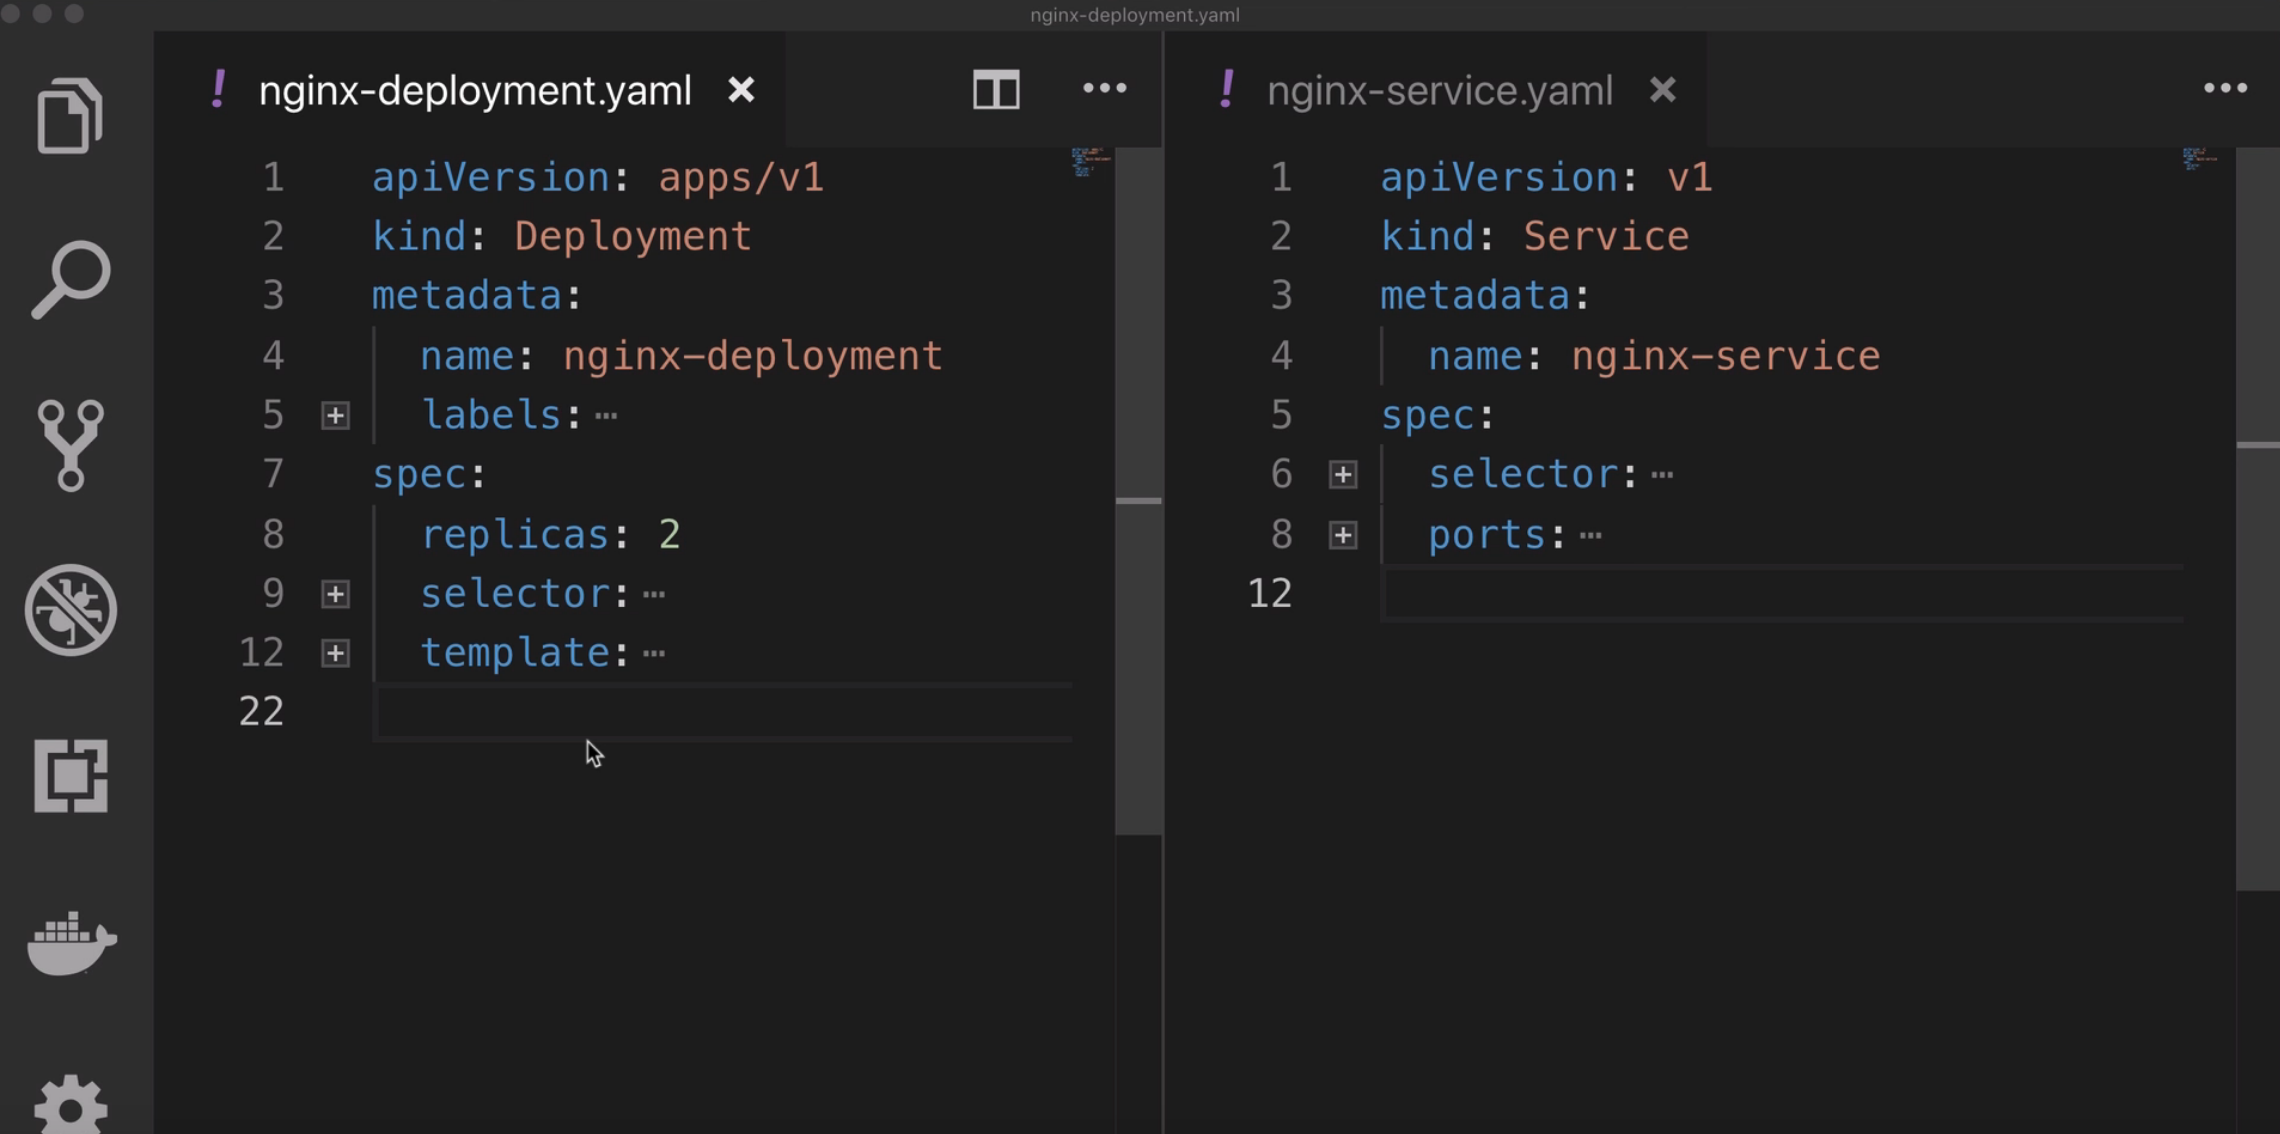 nginx-deployment.yaml
! nginx-deployment.yaml
1 apiVersion: apps/v1
2 kind: Deployment
3 metadata:
4 name: nginx-deployment
5 labels: …
7 spec:
8 replicas: 2
9 selector: …
12 template: …
22
! nginx-service.yaml
1 apiVersion: v1
2 kind: Service
3 metadata:
4 name: nginx-service
5 spec:
6 selector: …
8 ports: …
12